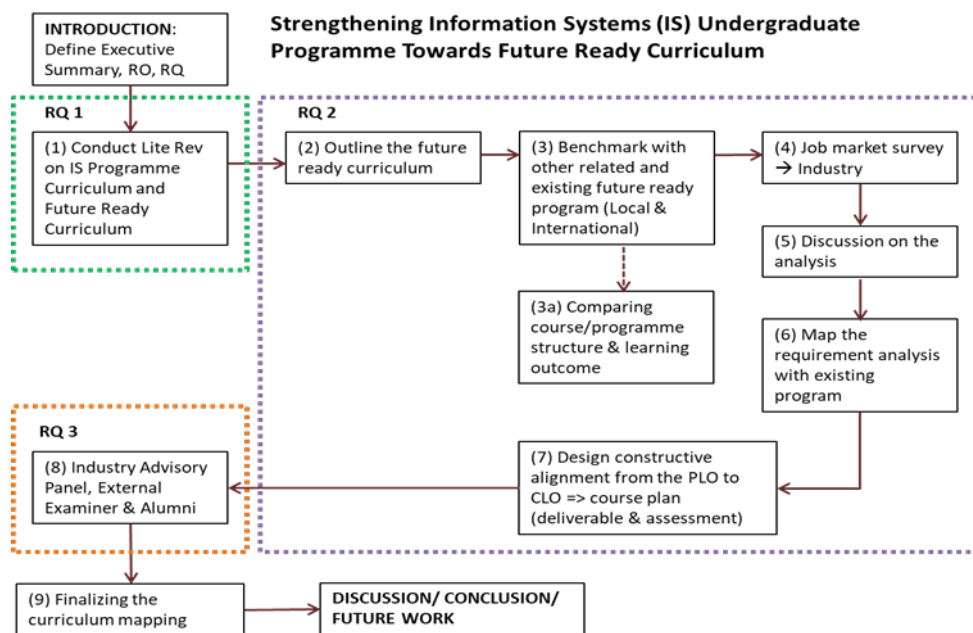 INTRODUCTION:
Define Executive
Summary, RO, RQ
Strengthening Information Systems (IS) Undergraduate
Programme Towards Future Ready Curriculum
RQ 1
(1) Conduct Lite Rev
on IS Programme
Curriculum and
Future Ready
Curriculum
RQ 2
(2) Outline the future
ready curriculum
(3) Benchmark with
other related and
existing future ready
program (Local &
International)
(3a) Comparing
course/programme
structure & learning
outcome
(4) Job market survey
→ Industry
(5) Discussion on the
analysis
(6) Map the
requirement analysis
with existing
program
(7) Design constructive
alignment from the PLO to
CLO => course plan
(deliverable & assessment)
RQ 3
(8) Industry Advisory
Panel, External
Examiner & Alumni
(9) Finalizing the
curriculum mapping
DISCUSSION/ CONCLUSION/
FUTURE WORK